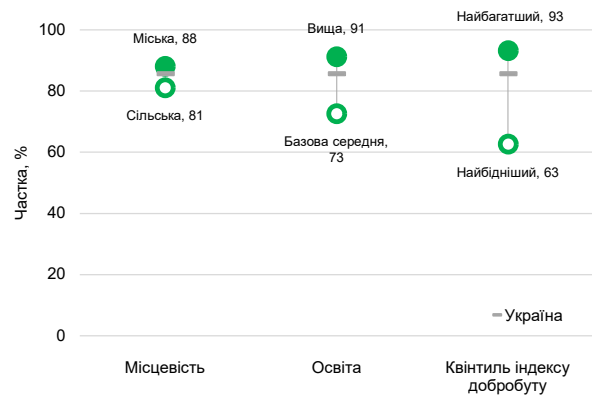 Частка, %
100
80
60
40
20
0
Міська, 88
Сільська, 81
Вища, 91
Базова середня,
73
Найбагатший, 93
Найбідніший, 63
Україна
Місцевість
Освіта
Квінтиль індексу
добробуту